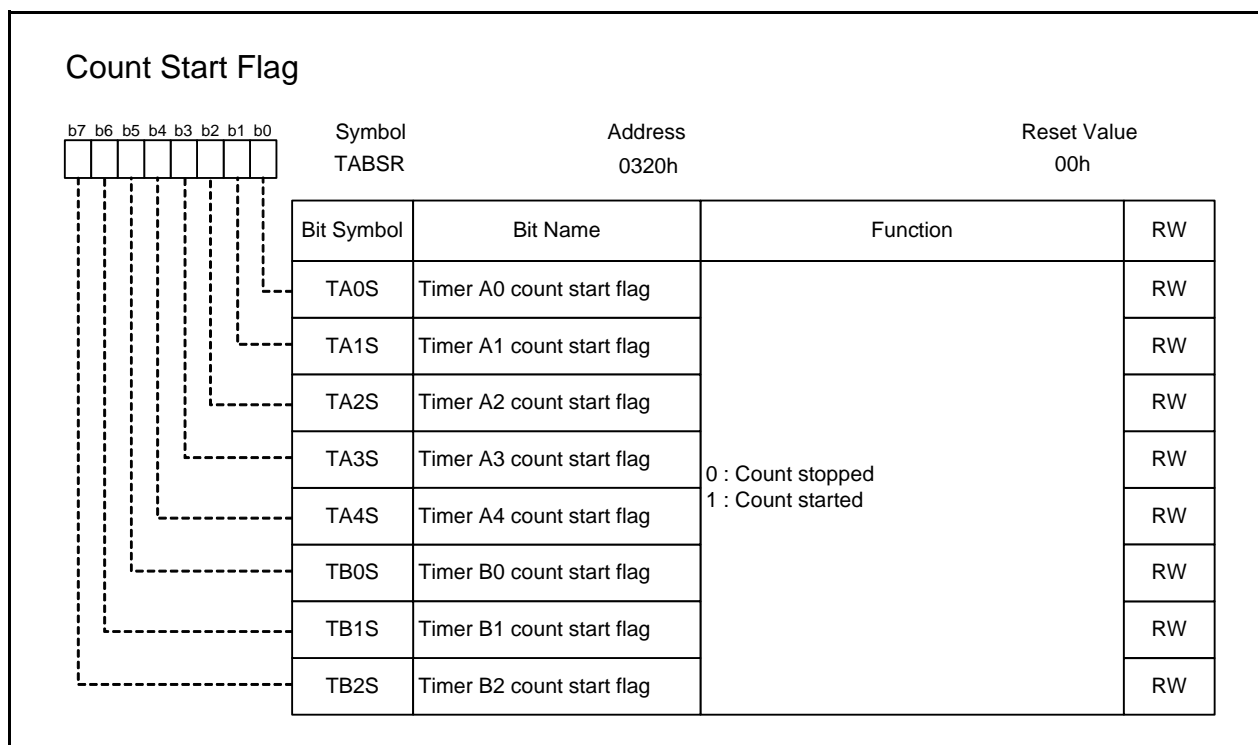 Count Start Flag
b7 b6 b5 b4 b3 b2 b1 b0
Symbol Address Reset Value
TABSR 0320h 00h
Bit Symbol Bit Name Function RW
TA0S Timer A0 count start flag RW
TA1S Timer A1 count start flag RW
TA2S Timer A2 count start flag RW
TA3S Timer A3 count start flag RW
0 : Count stopped
1 : Count started
TA4S Timer A4 count start flag RW
TB0S Timer B0 count start flag RW
TB1S Timer B1 count start flag RW
TB2S Timer B2 count start flag RW